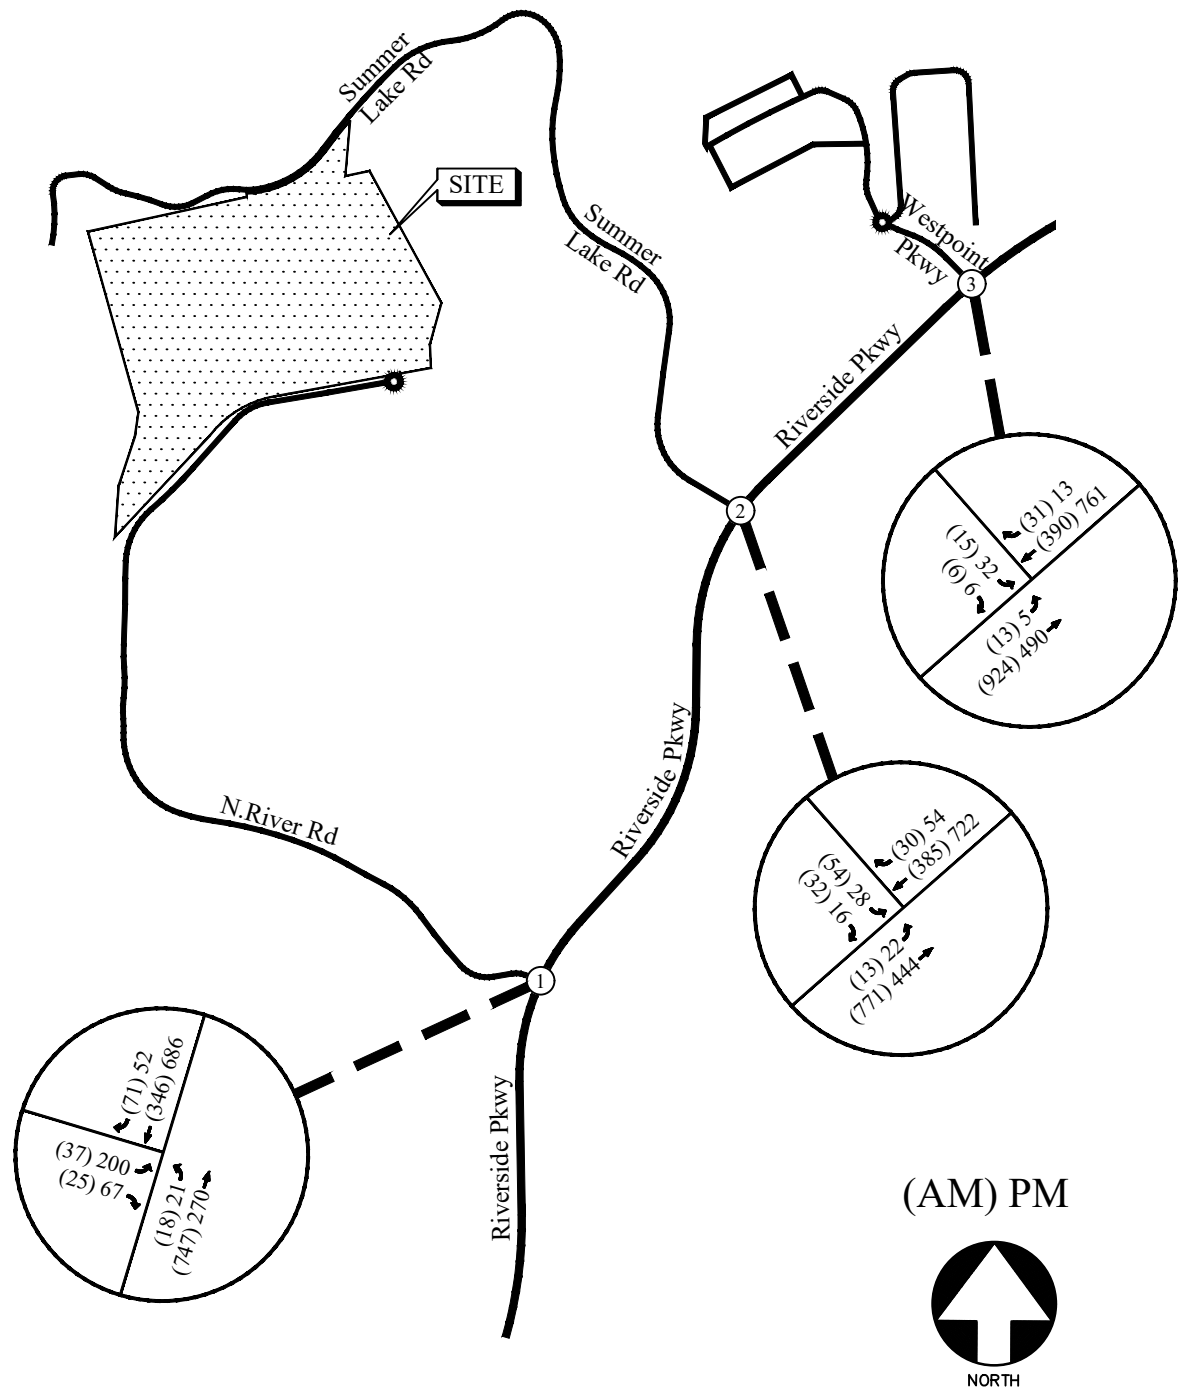 Summer
Lake Rd
SITE
Summer
Lake Rd
Westpoint
Pkwy
3
Riverside Pkwy
2
(31) 13
(390) 761
(15) 32
(6) 6
(13) 5
(924) 490
Riverside Pkwy
N.River Rd
(30) 54
(385) 722
(54) 28
(32) 16
(13) 22
(771) 444
1
(71) 52
(346) 686
(37) 200
(25) 67
(18) 21
(747) 270
Riverside Pkwy
(AM) PM
NORTH